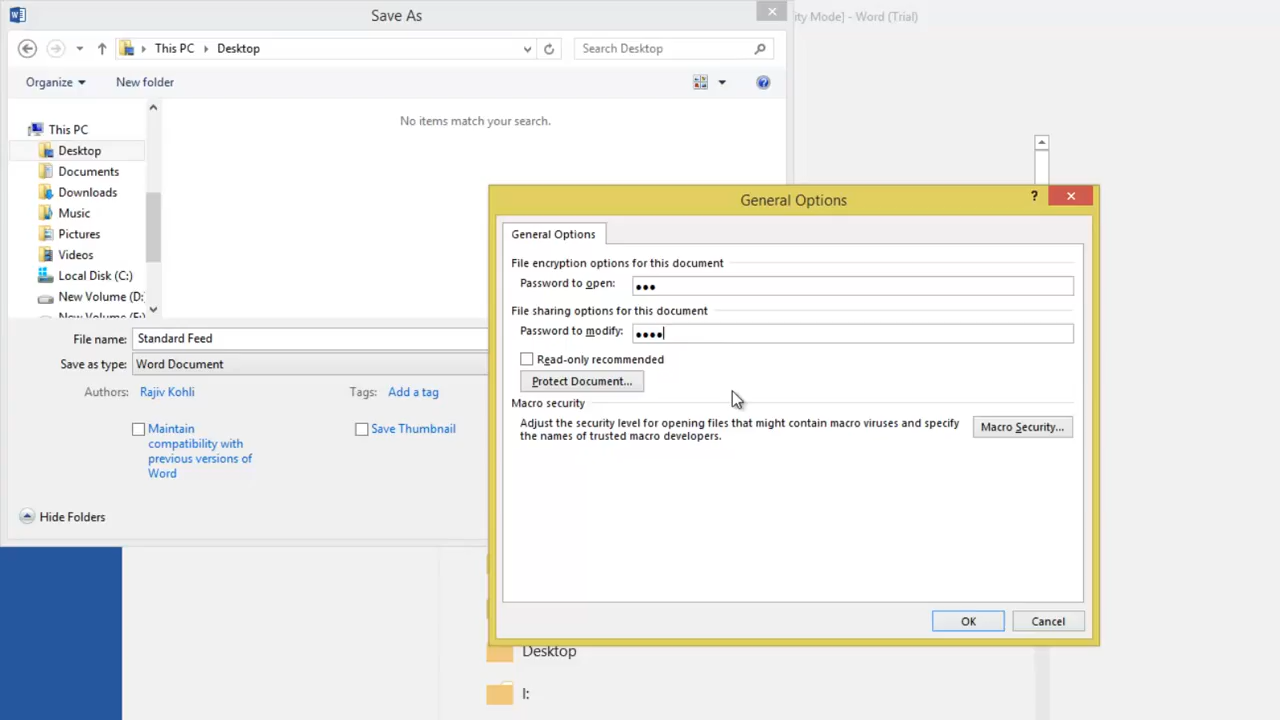 Save As
ity Mode] - Word (Trial)
This PC
Desktop
Search Desktop
Organize
New folder
No items match your search.
This PC
Desktop
Documents
Downloads
Music
Pictures
Videos
Local Disk (C:)
New Volume (D:
New Volume (E:
File name:
Standard Feed
Save as type:
Word Document
Authors:
Rajiv Kohli
Tags:
Add a tag
Maintain
compatibility with
previous versions of
Word
Save Thumbnail
Hide Folders
General Options
?
General Options
File encryption options for this document
Password to open:
●●●
File sharing options for this document
Password to modify:
●●●●
Read-only recommended
Protect Document...
Macro security
Adjust the security level for opening files that might contain macro viruses and specify
the names of trusted macro developers.
Macro Security...
OK
Cancel
Desktop
I: